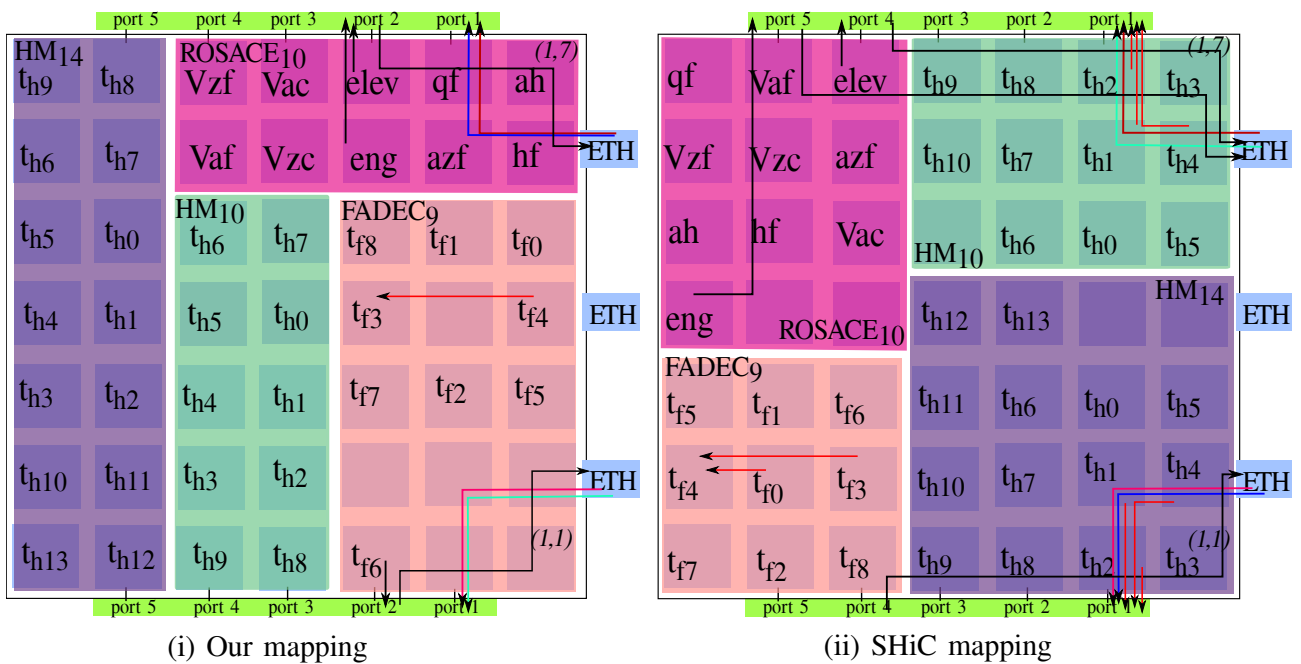 port 5 port 4 port 3 port 2 port 1
HM14 ROSACE10 (1,7)
th9 th8 Vzf Vac elev qf ah
th6 th7 Vaf Vzc eng azf hf ETH
HM10 FADEC9
th5 th0 th6 th7 tf8 tf1 tf0
th4 th1 th5 th0 tf3 tf4 ETH
th3 th2 th4 th1 tf7 tf2 tf5
th10 th11 th3 th2 ETH
(1,1)
th13 th12 th9 th8 tf6
port 5 port 4 port 3 port 2 port 1
(i) Our mapping
port 5 port 4 port 3 port 2 port 1
(1,7)
qf Vaf elev th9 th8 th2 th3
Vzf Vzc azf th10 th7 th1 th4 ETH
ah hf Vac th6 th0 th5
HM10
HM14
eng th12 th13 ETH
ROSACE10
FADEC9
tf5 tf1 tf6 th11 th6 th0 th5
tf4 tf0 tf3 th10 th7 th1 th4 ETH
(1,1)
tf7 tf2 tf8 th9 th8 th2 th3
port 5 port 4 port 3 port 2 port 1
(ii) SHiC mapping